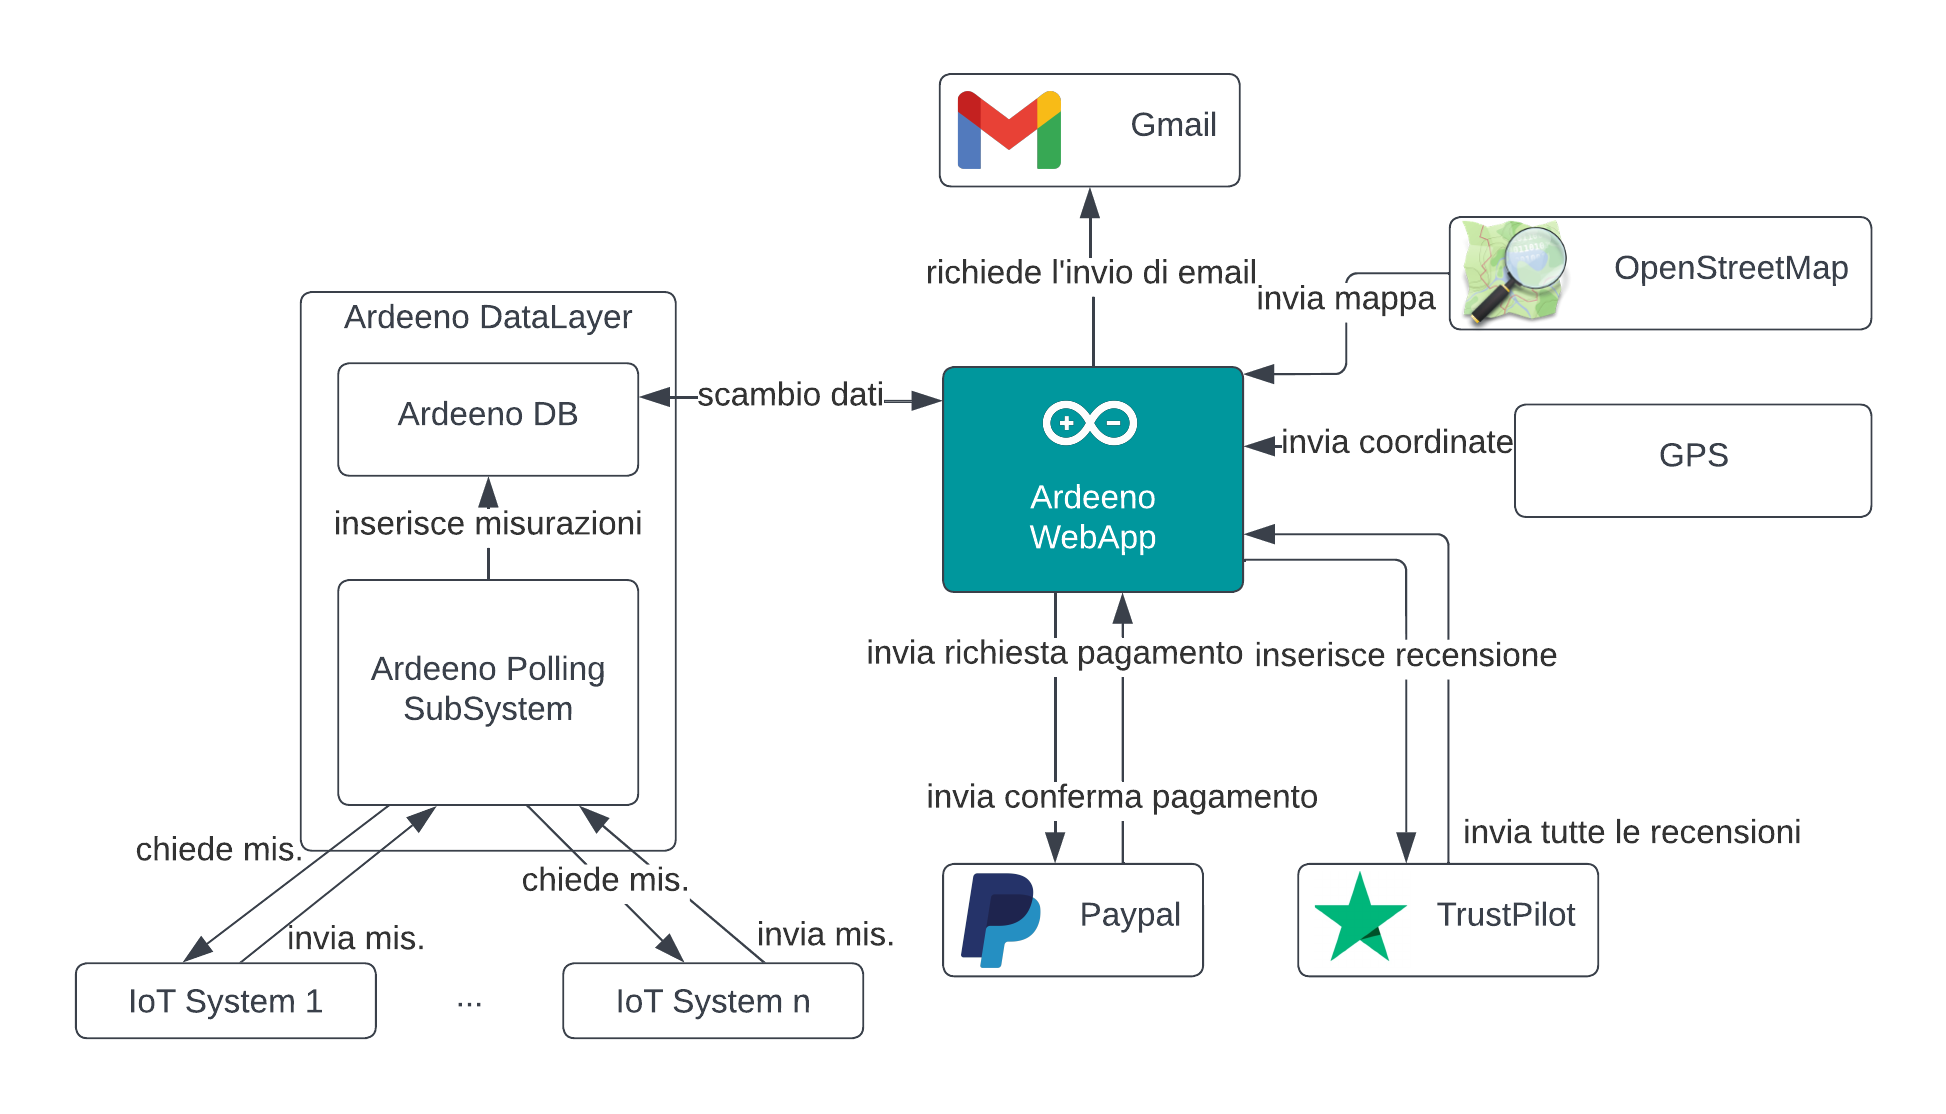 Gmail
richiede l'invio di email
OpenStreetMap
invia mappa
Ardeeno DataLayer
Ardeeno DB
scambio dati
Ardeeno
WebApp
invia coordinate
GPS
inserisce misurazioni
Ardeeno Polling
SubSystem
invia richiesta pagamento
inserisce recensione
invia conferma pagamento
invia tutte le recensioni
chiede mis.
chiede mis.
invia mis.
invia mis.
Paypal
TrustPilot
IoT System 1
...
IoT System n